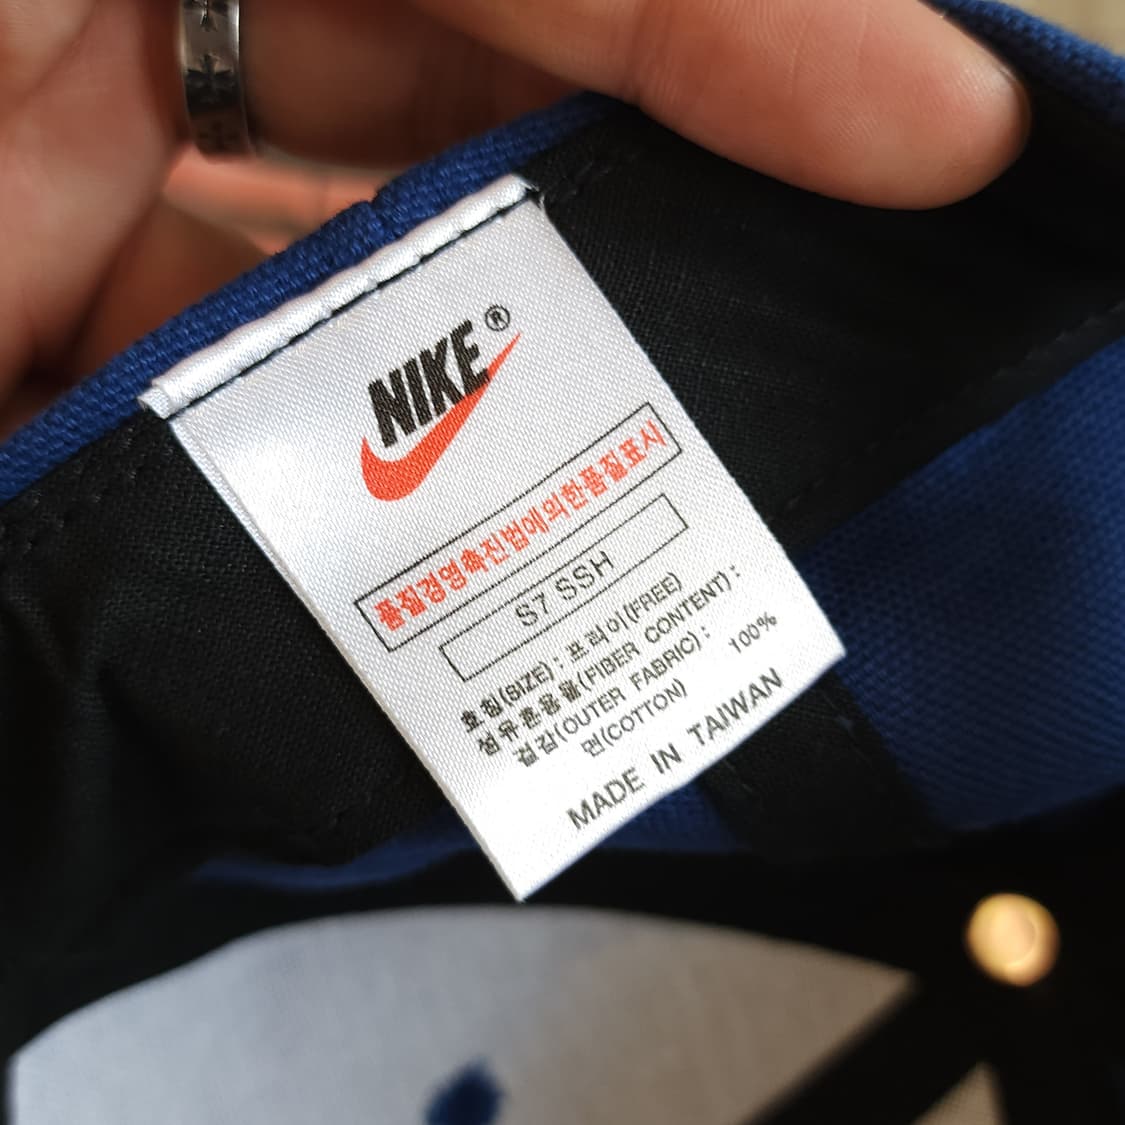 NIKE®
품질경영촉진법에의한품질표시
S7 SSH
호칭(SIZE) : 프리이(FREE)
섬유혼용율(FIBER CONTENT) :
겉감(OUTER FABRIC) :
면(COTTON) 100%
MADE IN TAIWAN